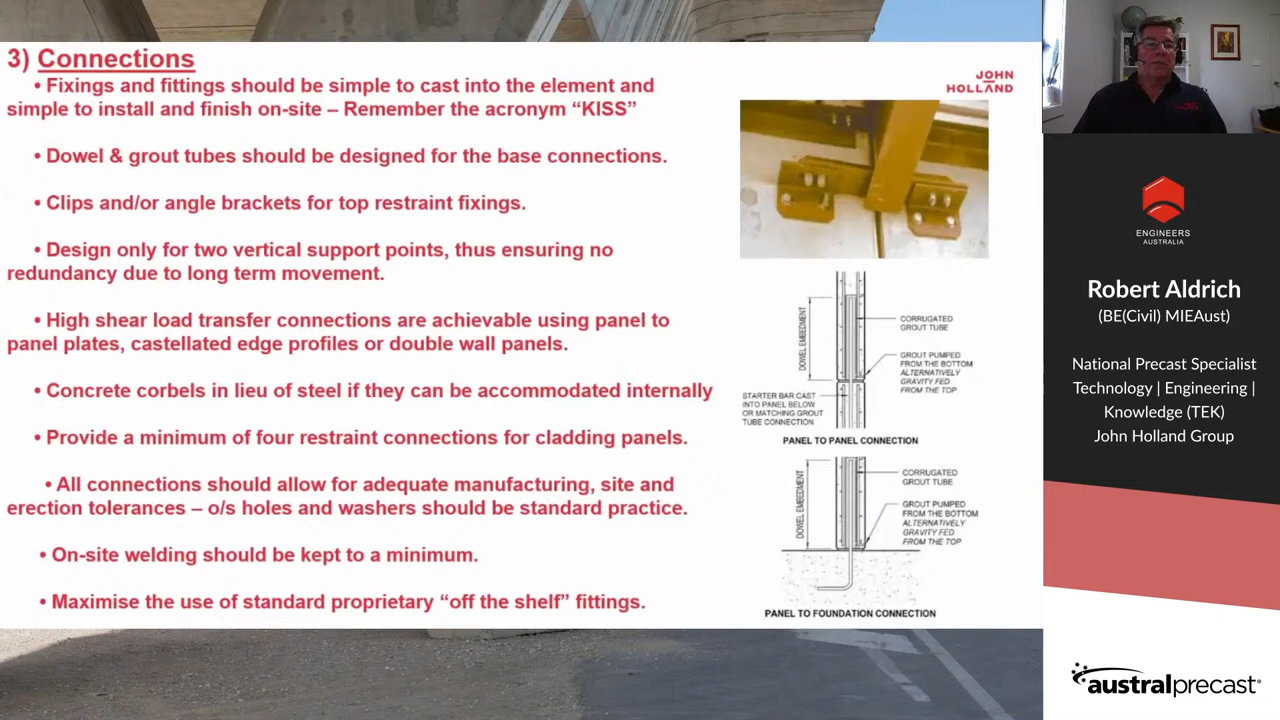 3) Connections
• Fixings and fittings should be simple to cast into the element and
simple to install and finish on-site – Remember the acronym “KISS”
• Dowel & grout tubes should be designed for the base connections.
• Clips and/or angle brackets for top restraint fixings.
• Design only for two vertical support points, thus ensuring no
redundancy due to long term movement.
• High shear load transfer connections are achievable using panel to
panel plates, castellated edge profiles or double wall panels.
• Concrete corbels in lieu of steel if they can be accommodated internally
• Provide a minimum of four restraint connections for cladding panels.
• All connections should allow for adequate manufacturing, site and
erection tolerances – o/s holes and washers should be standard practice.
• On-site welding should be kept to a minimum.
• Maximise the use of standard proprietary “off the shelf” fittings.
JOHN
HOLLAND
DOWEL EMBEDMENT
CORRUGATED
GROUT TUBE
GROUT PUMPED
FROM THE BOTTOM
ALTERNATIVELY
GRAVITY FED
FROM THE TOP
STARTER BAR CAST
INTO PANEL BELOW
OR MATCHING GROUT
TUBE CONNECTION
PANEL TO PANEL CONNECTION
DOWEL EMBEDMENT
CORRUGATED
GROUT TUBE
GROUT PUMPED
FROM THE BOTTOM
ALTERNATIVELY
GRAVITY FED
FROM THE TOP
PANEL TO FOUNDATION CONNECTION
ENGINEERS
AUSTRALIA
Robert Aldrich
(BE(Civil) MIEAust)
National Precast Specialist
Technology | Engineering |
Knowledge (TEK)
John Holland Group
australprecast®